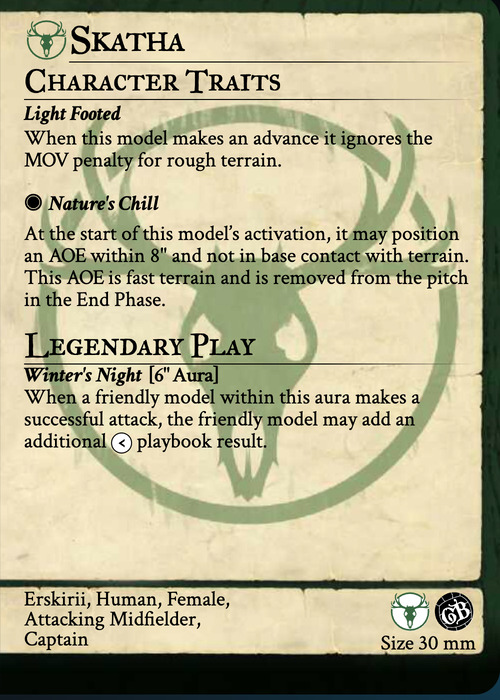 Skatha
Character Traits
Light Footed
When this model makes an advance it ignores the
MOV penalty for rough terrain.
Nature's Chill
At the start of this model's activation, it may position
an AOE within 8" and not in base contact with terrain.
This AOE is fast terrain and is removed from the pitch
in the End Phase.
Legendary Play
Winter's Night [6" Aura]
When a friendly model within this aura makes a
successful attack, the friendly model may add an
additional < playbook result.
Erskirii, Human, Female,
Attacking Midfielder,
Captain
GB
Size 30 mm